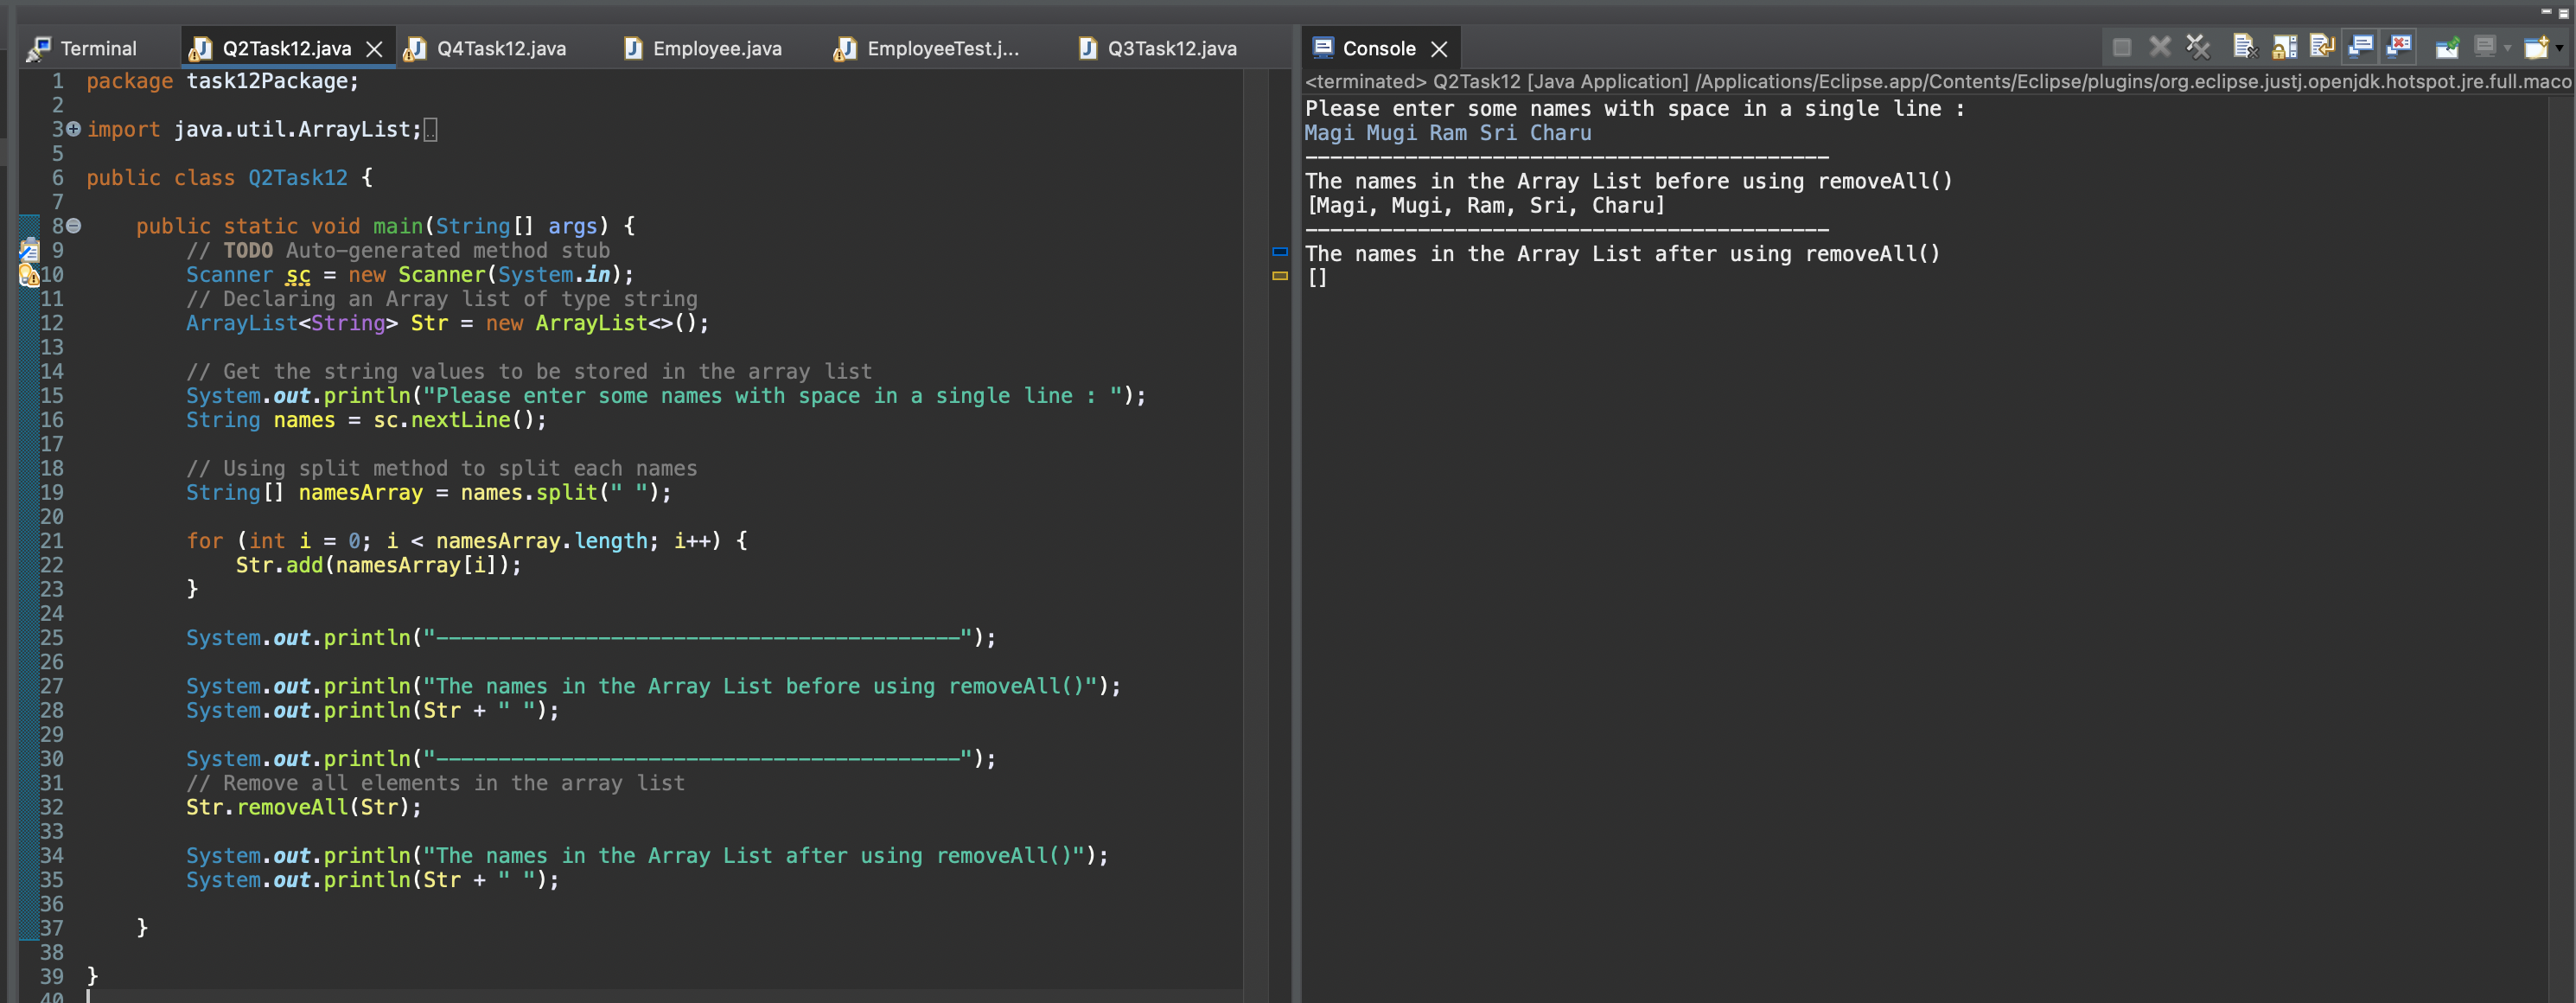 Terminal Q2Task12.java Q4Task12.java Employee.java EmployeeTest.j... Q3Task12.java
1 package task12Package;
2
3 import java.util.ArrayList;
5
6 public class Q2Task12 {
7
8 public static void main(String[] args) {
9 // TODO Auto-generated method stub
10 Scanner sc = new Scanner(System.in);
11 // Declaring an Array list of type string
12 ArrayList<String> Str = new ArrayList<>();
13
14 // Get the string values to be stored in the array list
15 System.out.println("Please enter some names with space in a single line : ");
16 String names = sc.nextLine();
17
18 // Using split method to split each names
19 String[] namesArray = names.split(" ");
20
21 for (int i = 0; i < namesArray.length; i++) {
22 Str.add(namesArray[i]);
23 }
24
25 System.out.println("------------------------------------------");
26
27 System.out.println("The names in the Array List before using removeAll()");
28 System.out.println(Str + " ");
29
30 System.out.println("------------------------------------------");
31 // Remove all elements in the array list
32 Str.removeAll(Str);
33
34 System.out.println("The names in the Array List after using removeAll()");
35 System.out.println(Str + " ");
36
37 }
38
39 }
40
Console
<terminated> Q2Task12 [Java Application] /Applications/Eclipse.app/Contents/Eclipse/plugins/org.eclipse.justj.openjdk.hotspot.jre.full.maco
Please enter some names with space in a single line :
Magi Mugi Ram Sri Charu
------------------------------------------
The names in the Array List before using removeAll()
[Magi, Mugi, Ram, Sri, Charu]
------------------------------------------
The names in the Array List after using removeAll()
[]